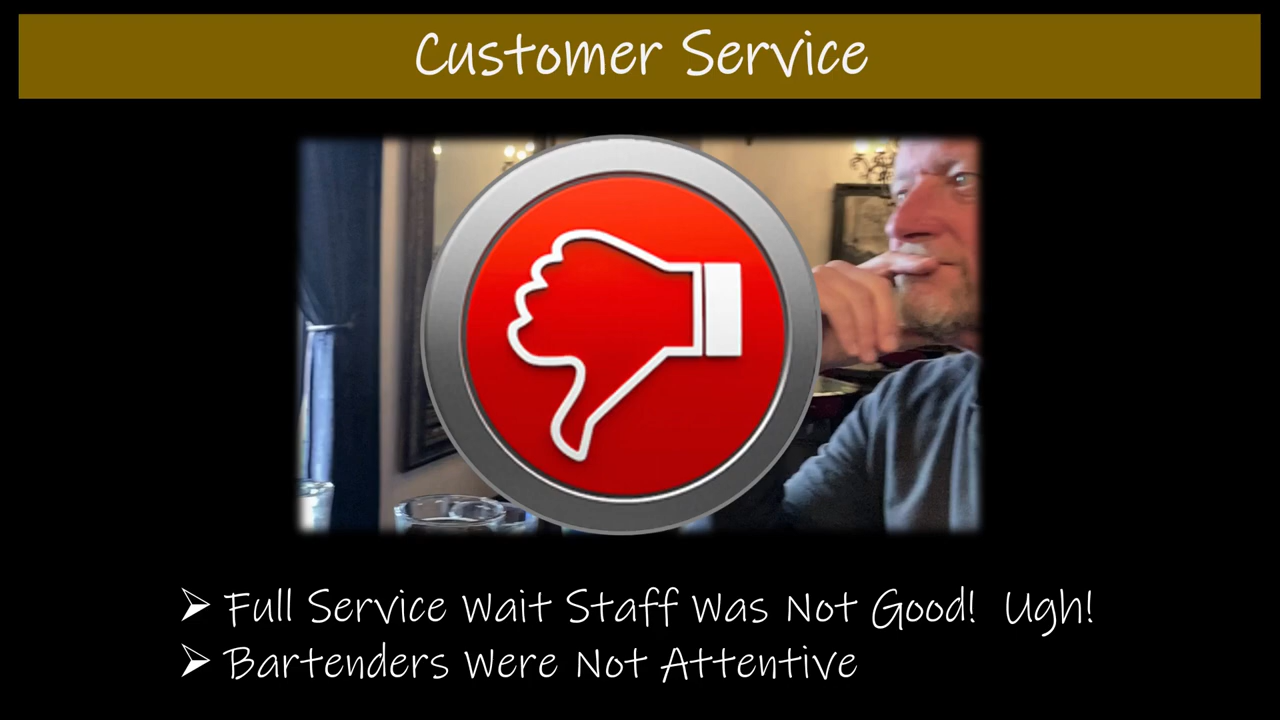 Customer Service
Full Service Wait Staff Was Not Good! Ugh!
Bartenders Were Not Attentive